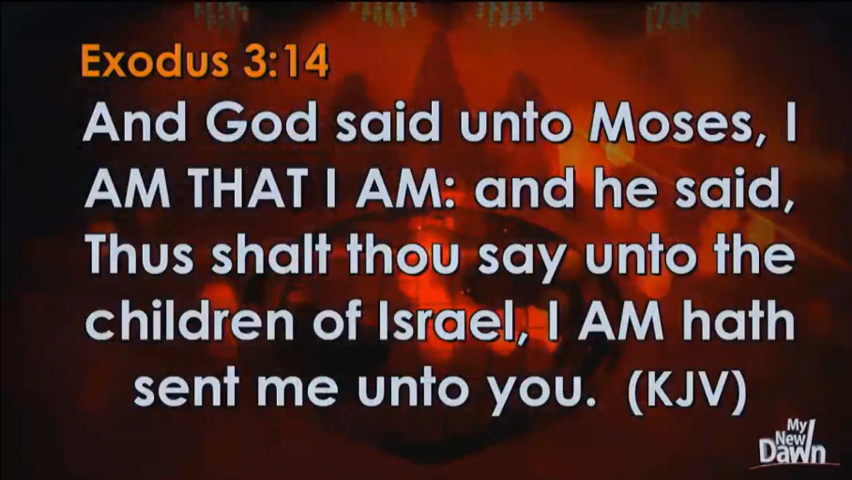 Exodus 3:14
And God said unto Moses, I
AM THAT I AM: and he said,
Thus shalt thou say unto the
children of Israel, I AM hath
sent me unto you. (KJV)
My
New
Dawn